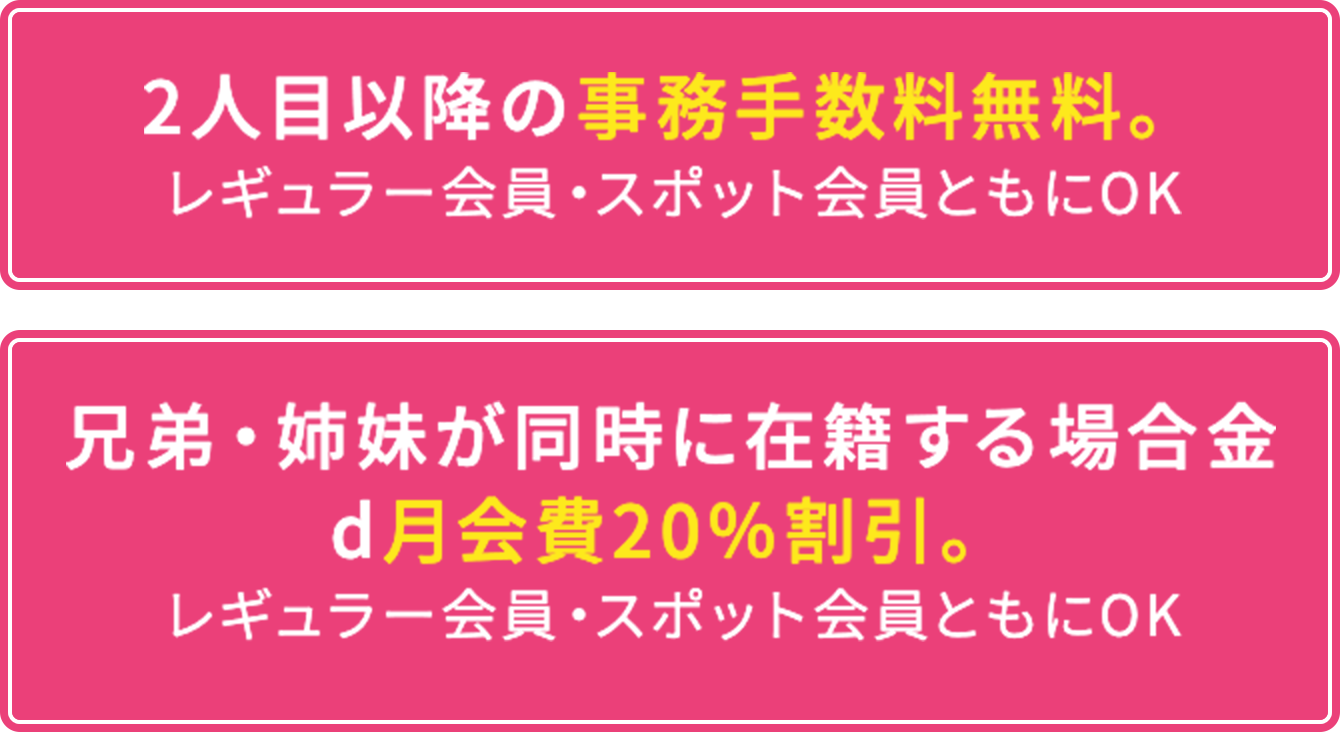 2人目以降の事務手数料無料。
レギュラー会員・スポット会員ともにOK
兄弟・姉妹が同時に在籍する場合金
d月会費20%割引。
レギュラー会員・スポット会員ともにOK